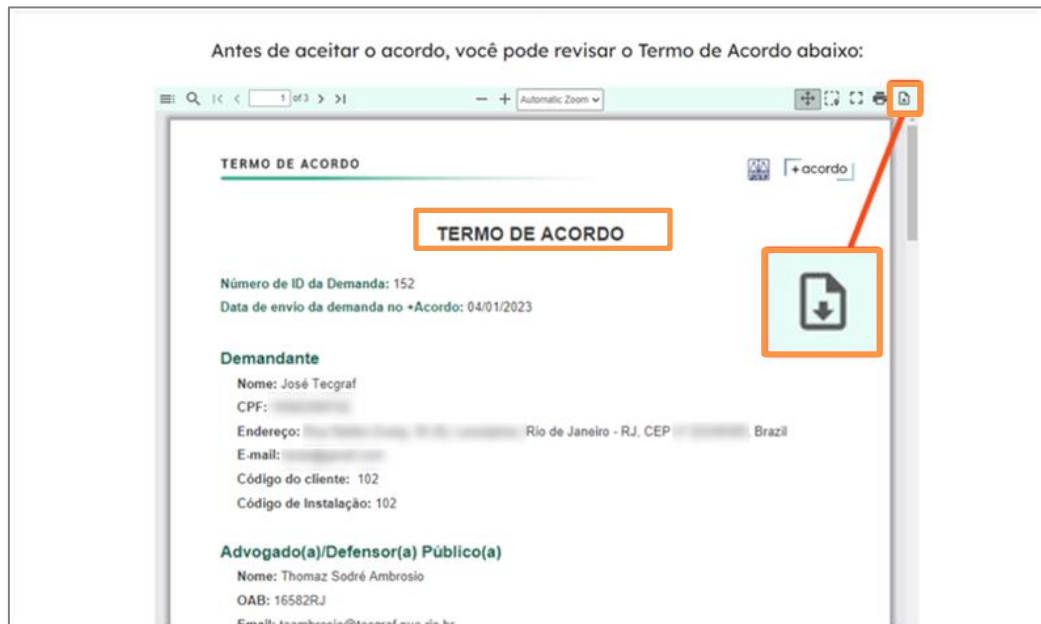 Antes de aceitar o acordo, você pode revisar o Termo de Acordo abaixo:
1 of 3 Automatic Zoom
TERMO DE ACORDO
+acordo
TERMO DE ACORDO
Número de ID da Demanda: 152
Data de envio da demanda no +Acordo: 04/01/2023
Demandante
Nome: José Tecgraf
CPF:
Endereço: Rio de Janeiro - RJ, CEP , Brazil
E-mail:
Código do cliente: 102
Código de Instalação: 102
Advogado(a)/Defensor(a) Público(a)
Nome: Thomaz Sodré Ambrosio
OAB: 16582RJ